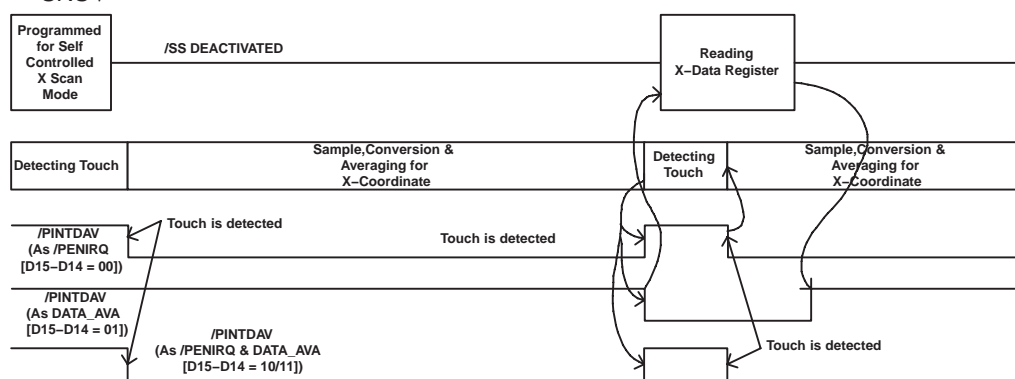 Programmed
for Self
Controlled
X Scan
Mode
/SS DEACTIVATED
Reading
X−Data Register
Detecting Touch
Sample,Conversion &
Averaging for
X−Coordinate
Detecting
Touch
Sample,Conversion &
Averaging for
X−Coordinate
/PINTDAV
(As /PENIRQ
[D15−D14 = 00])
Touch is detected
Touch is detected
/PINTDAV
(As DATA_AVA
[D15−D14 = 01])
/PINTDAV
(As /PENIRQ & DATA_AVA
[D15−D14 = 10/11])
Touch is detected